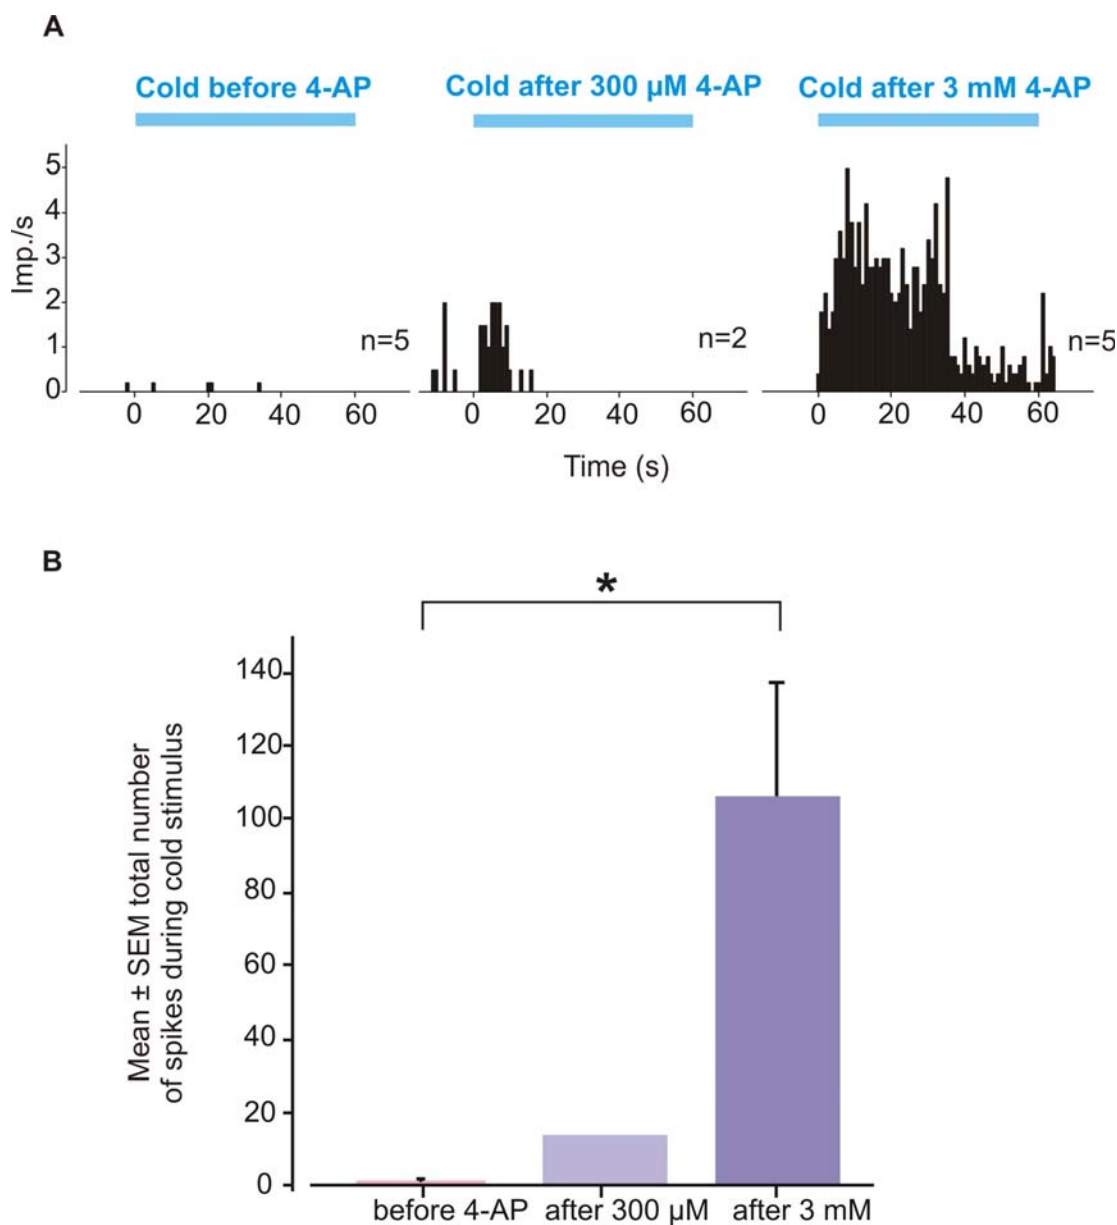 A
Cold before 4-AP
Cold after 300 µM 4-AP
Cold after 3 mM 4-AP
5
4
3
2
1
0
Imp./s
n=5
n=2
n=5
0 20 40 60
0 20 40 60
0 20 40 60
Time (s)
B
*
140
120
100
80
60
40
20
0
Mean ± SEM total number
of spikes during cold stimulus
before 4-AP
after 300 µM
after 3 mM